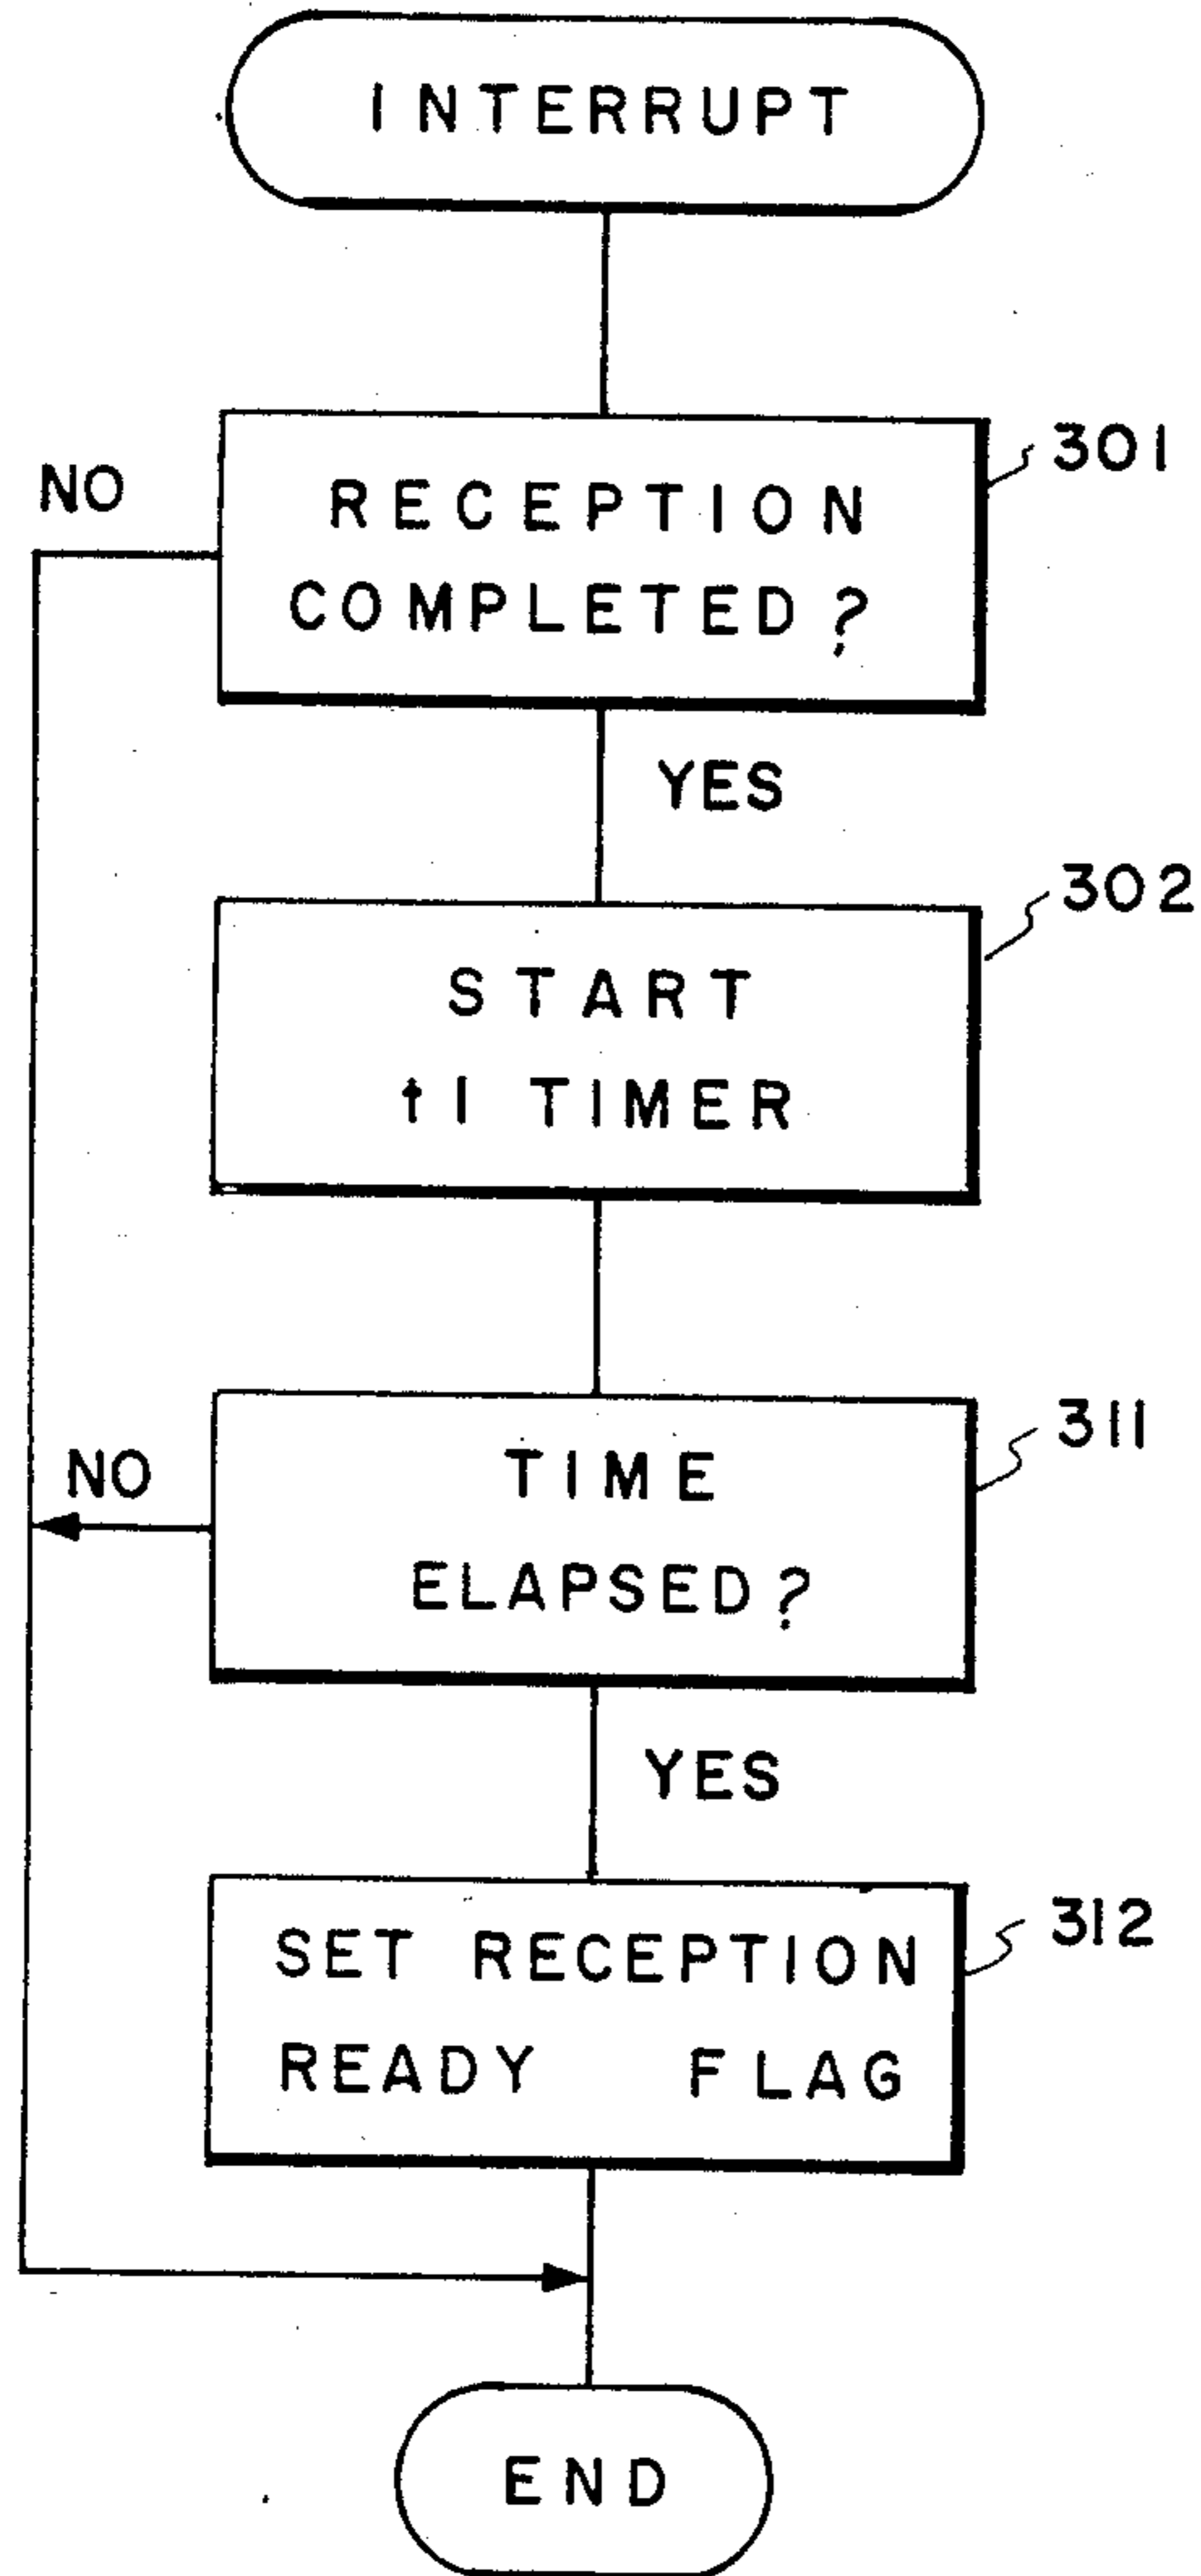 INTERRUPT
301
NO
RECEPTION
COMPLETED?
YES
302
START
t1 TIMER
311
TIME
NO
ELAPSED?
YES
312
SET RECEPTION
READY FLAG
END